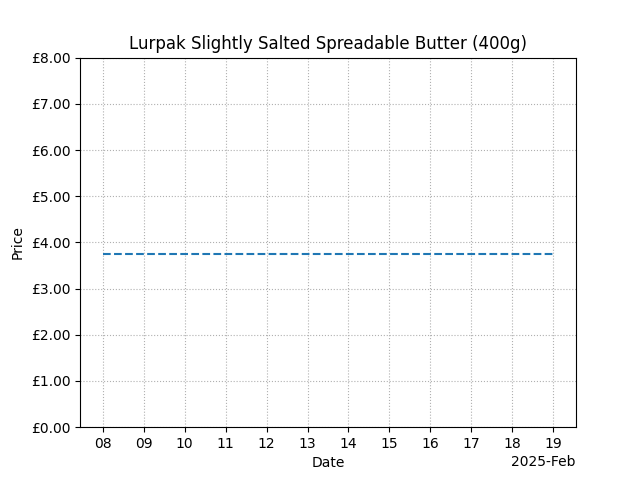 Lurpak Slightly Salted Spreadable Butter (400g)
£8.00
£7.00
£6.00
£5.00
£4.00
£3.00
£2.00
£1.00
£0.00
Price
08 09 10 11 12 13 14 15 16 17 18 19
Date
2025-Feb